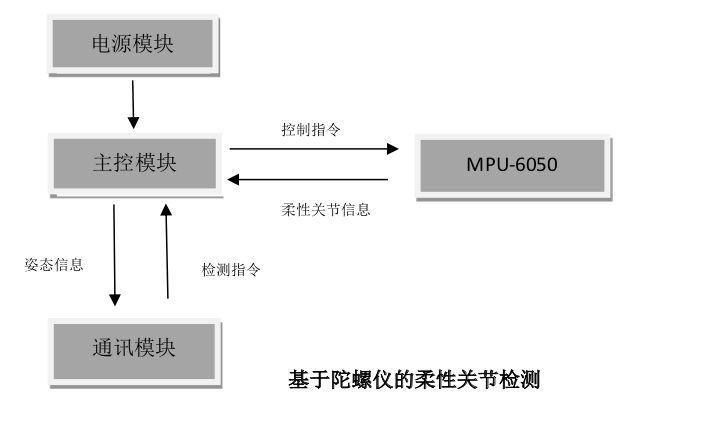 电源模块
控制指令
主控模块
MPU-6050
柔性关节信息
姿态信息
检测指令
通讯模块
基于陀螺仪的柔性关节检测